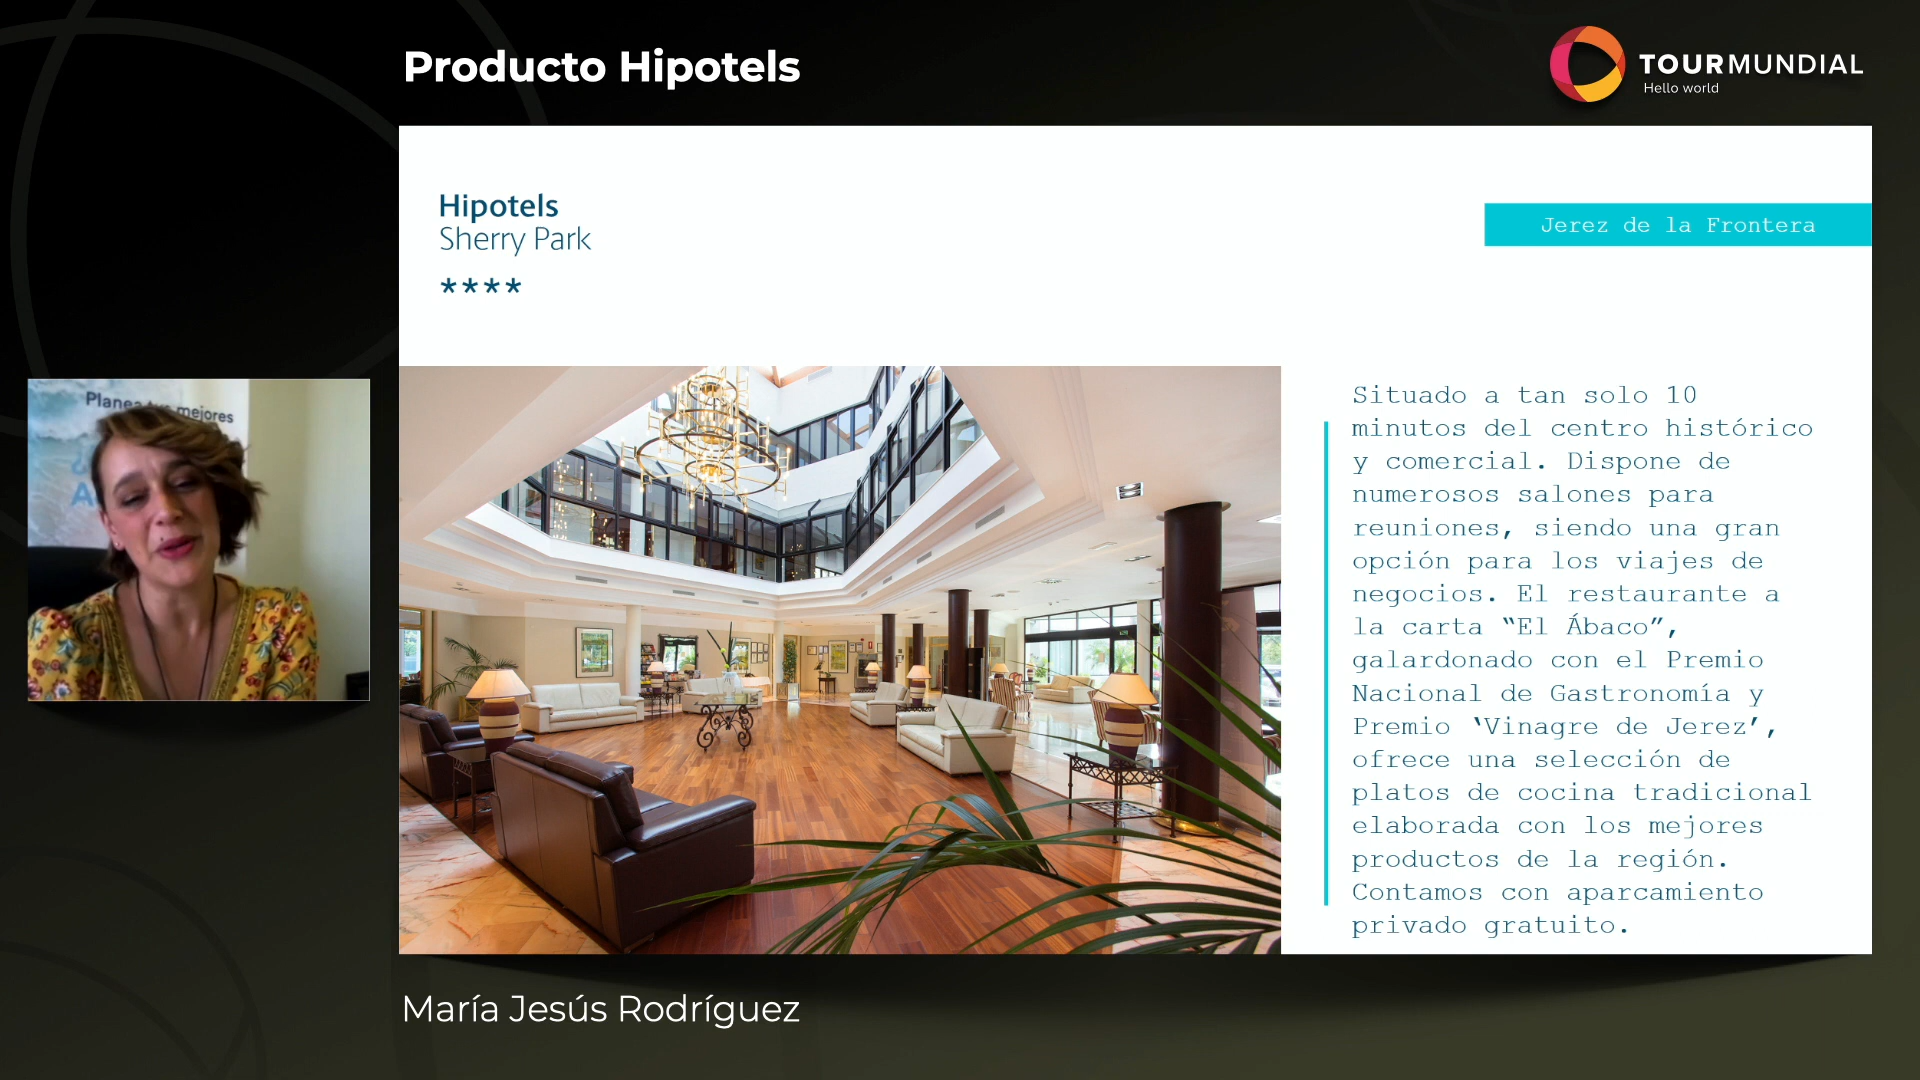 Producto Hipotels
TOURMUNDIAL
Hello world
Hipotels
Sherry Park
****
Jerez de la Frontera
Planea tus mejores
Situado a tan solo 10
minutos del centro histórico
y comercial. Dispone de
numerosos salones para
reuniones, siendo una gran
opción para los viajes de
negocios. El restaurante a
la carta “El Ábaco”,
galardonado con el Premio
Nacional de Gastronomía y
Premio ‘Vinagre de Jerez’,
ofrece una selección de
platos de cocina tradicional
elaborada con los mejores
productos de la región.
Contamos con aparcamiento
privado gratuito.
María Jesús Rodríguez